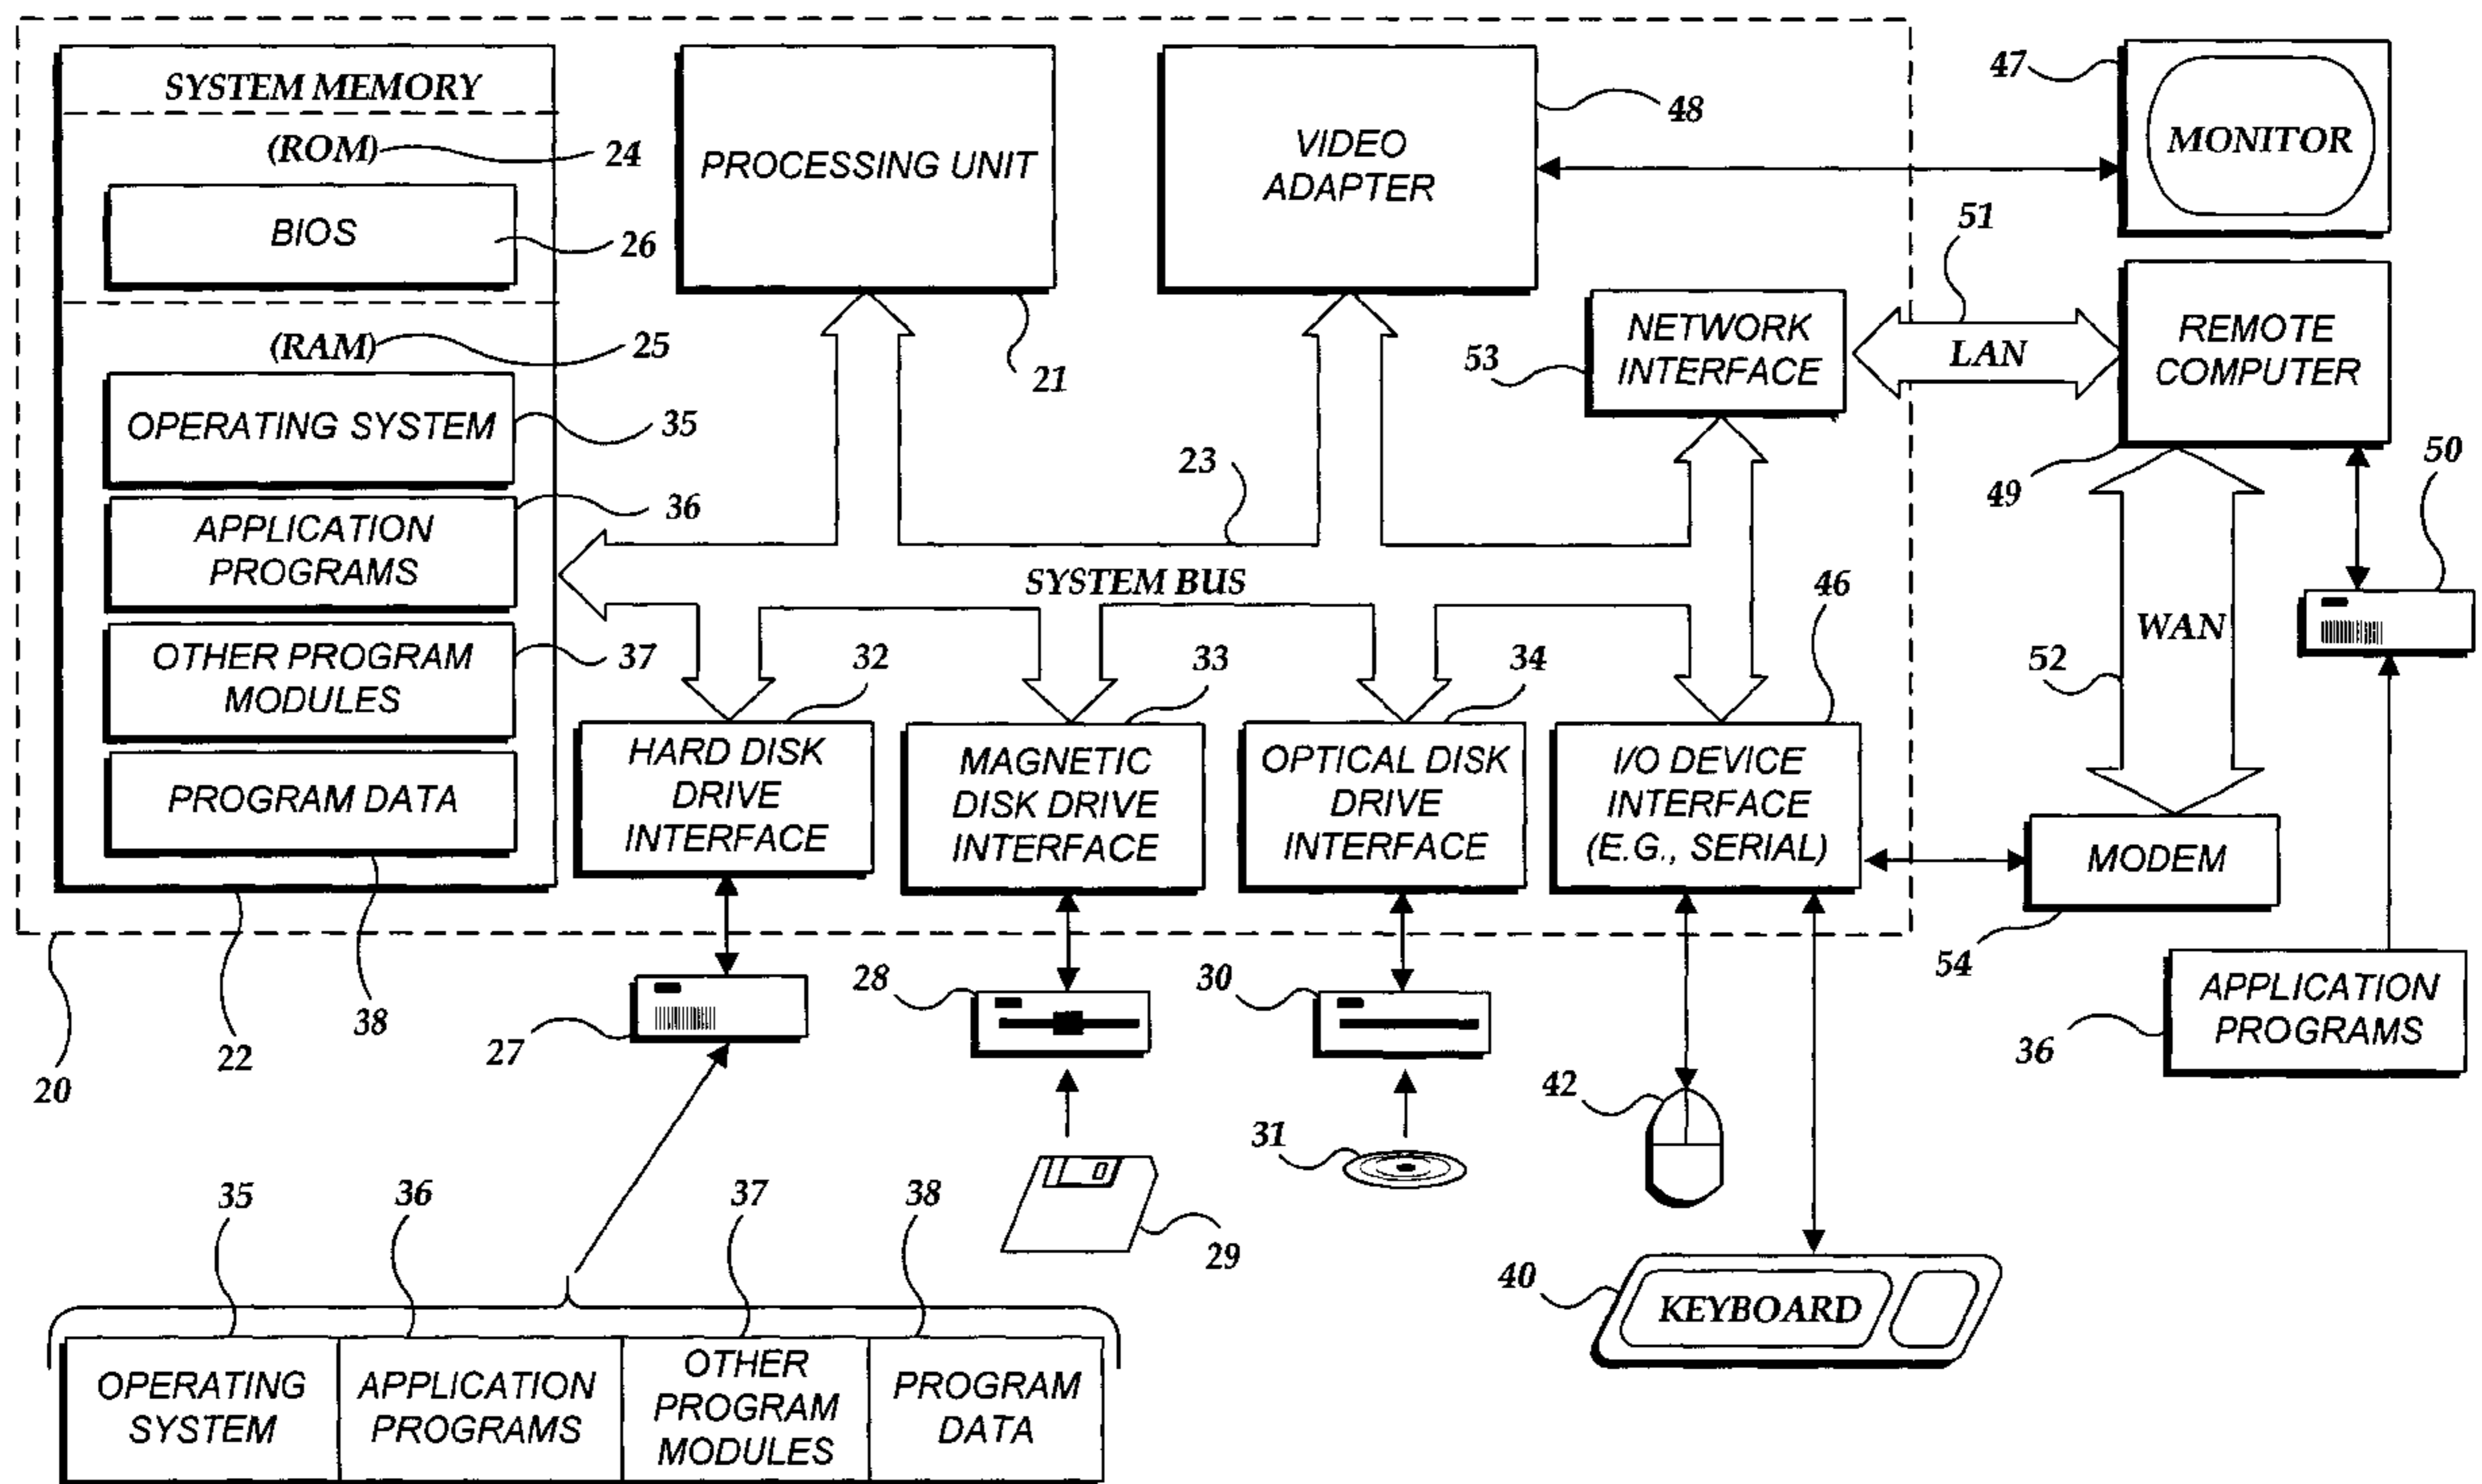 SYSTEM MEMORY
(ROM) 24
BIOS
26
(RAM) 25
OPERATING SYSTEM
35
APPLICATION
PROGRAMS
36
OTHER PROGRAM
MODULES
37
PROGRAM DATA
38
22
20
PROCESSING UNIT
21
VIDEO
ADAPTER
48
47
MONITOR
NETWORK
INTERFACE
53
51
LAN
REMOTE
COMPUTER
49
50
23
SYSTEM BUS
46
WAN
52
32
HARD DISK
DRIVE
INTERFACE
33
MAGNETIC
DISK DRIVE
INTERFACE
34
OPTICAL DISK
DRIVE
INTERFACE
I/O DEVICE
INTERFACE
(E.G., SERIAL)
MODEM
54
APPLICATION
PROGRAMS
36
27
28
30
42
31
29
40
KEYBOARD
35
36
37
38
OPERATING
SYSTEM
APPLICATION
PROGRAMS
OTHER
PROGRAM
MODULES
PROGRAM
DATA